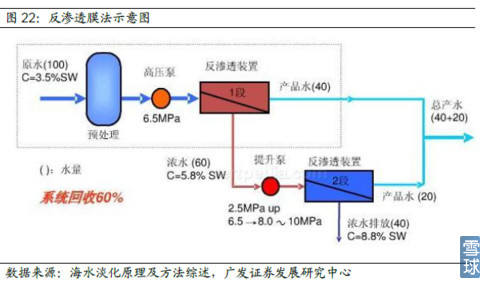 图 22：反渗透膜法示意图
原水(100)
C=3.5%SW
高压泵
反渗透装置
1段
产品水(40)
总产水
(40+20)
6.5MPa
预处理
( )：水量
系统回收60%
浓水 (60)
C=5.8% SW
提升泵
反渗透装置
2段
产品水 (20)
2.5MPa up
6.5 →8.0 ～ 10MPa
浓水排放(40)
C=8.8% SW
雪球
数据来源：海水淡化原理及方法综述，广发证券发展研究中心